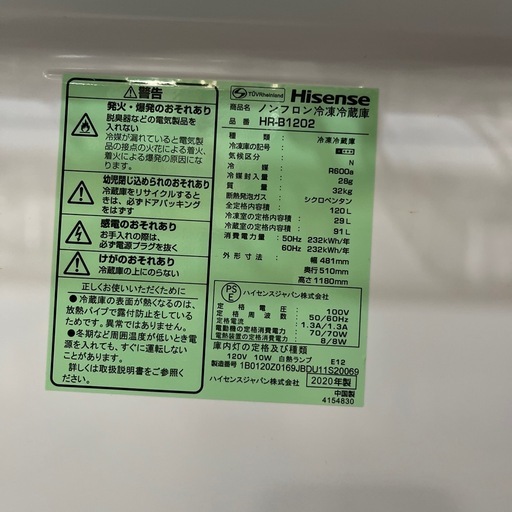 ⚠警告
発火・爆発のおそれあり
脱臭器などの電気製品を
入れない
冷媒が漏れていると電気製
品の接点の火花による着火、
着火による爆発の原因にな
ります。
幼児閉じ込められのおそれあり
冷蔵庫をリサイクルすると
きは、必ずドアパッキング
をはずす
感電のおそれあり
お手入れの際は、
必ず電源プラグを抜く
けがのおそれあり
冷蔵庫の上にのらない
正しくお使いいただくために
●冷蔵庫の表面が熱くなるのは、
放熱パイプで露付き防止をしてい
るためです。異常ではありません。
●冬期など周囲温度が低いとき電
源を入れても、すぐに運転しない
ことがあります。
詳しくは取扱説明書をご参照くだ
さい。
TÜVRheinland Hisense
商品名 ノンフロン冷凍冷蔵庫
品番 HR-B1202
種類 : 冷凍冷蔵庫
冷凍室の記号 :
気候区分 : N
冷媒 : R600a
冷媒封入量 : 28g
質量 : 32kg
断熱発泡ガス : シクロペンタン
全定格内容積 : 120L
冷凍室の定格内容積 : 29L
冷蔵室の定格内容積 : 91L
消費電力量 : 50Hz 232kWh/年
60Hz 232kWh/年
外形寸法 : 幅 481mm
奥行 510mm
高さ 1180mm
PS
E
ハイセンスジャパン株式会社
定格電圧 : 100V
定格周波数 : 50/60Hz
定格電流 : 1.3A/1.3A
電動機の定格消費電力 : 70/70W
電熱装置の定格消費電力 : 8/8W
庫内灯の定格及び種類
120V 10W 白熱ランプ E12
製造番号 1B0120Z0169JBDU11S20069
ハイセンスジャパン株式会社 2020年製
中国製
4154830